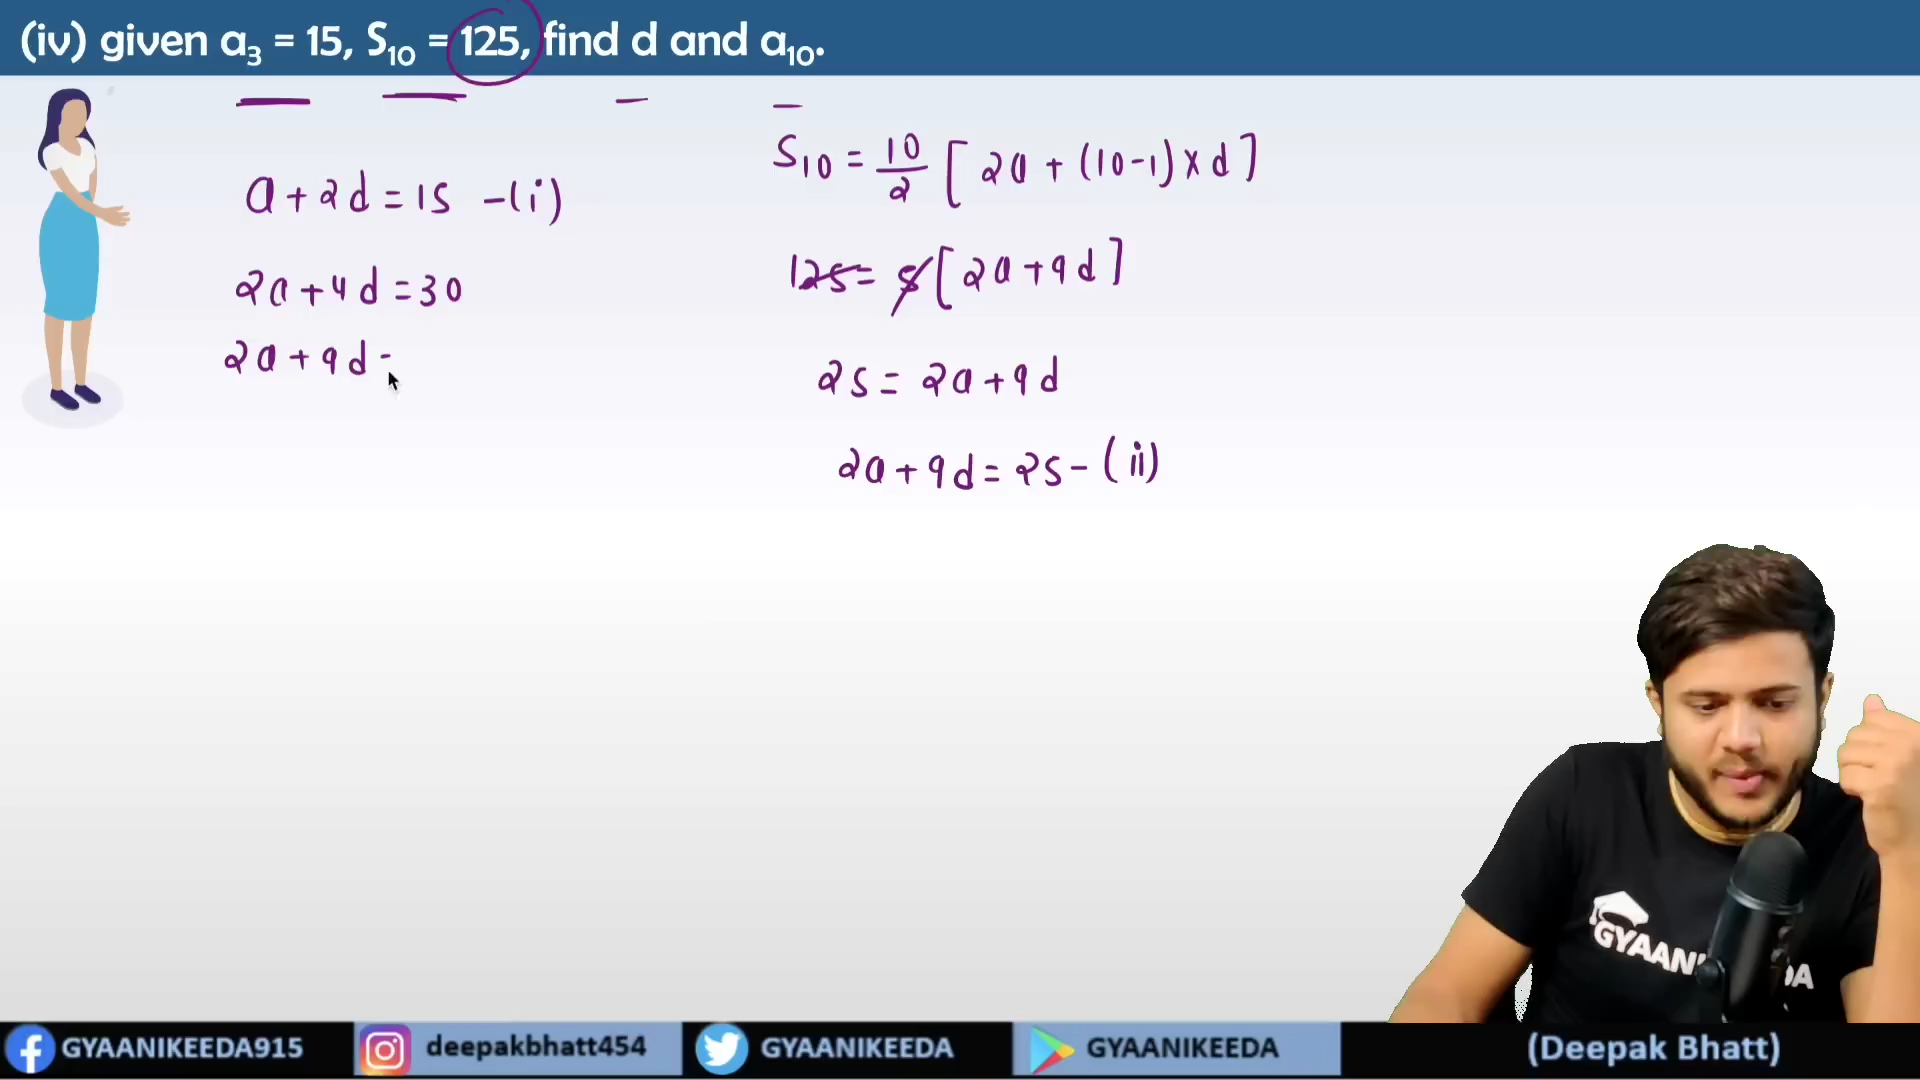 (iv) given a₃ = 15, S₁₀ = 125, find d and a₁₀.
a + 2d = 15 - (i)
2a + 4d = 30
2a + 9d =
S₁₀ = 10/2 [2a + (10-1) × d]
125 = 5 [2a + 9d]
25 = 2a + 9d
2a + 9d = 25 - (ii)
GYAANI DA
GYAANIKEEDA915
deepakbhatt454
GYAANIKEEDA
GYAANIKEEDA
(Deepak Bhatt)